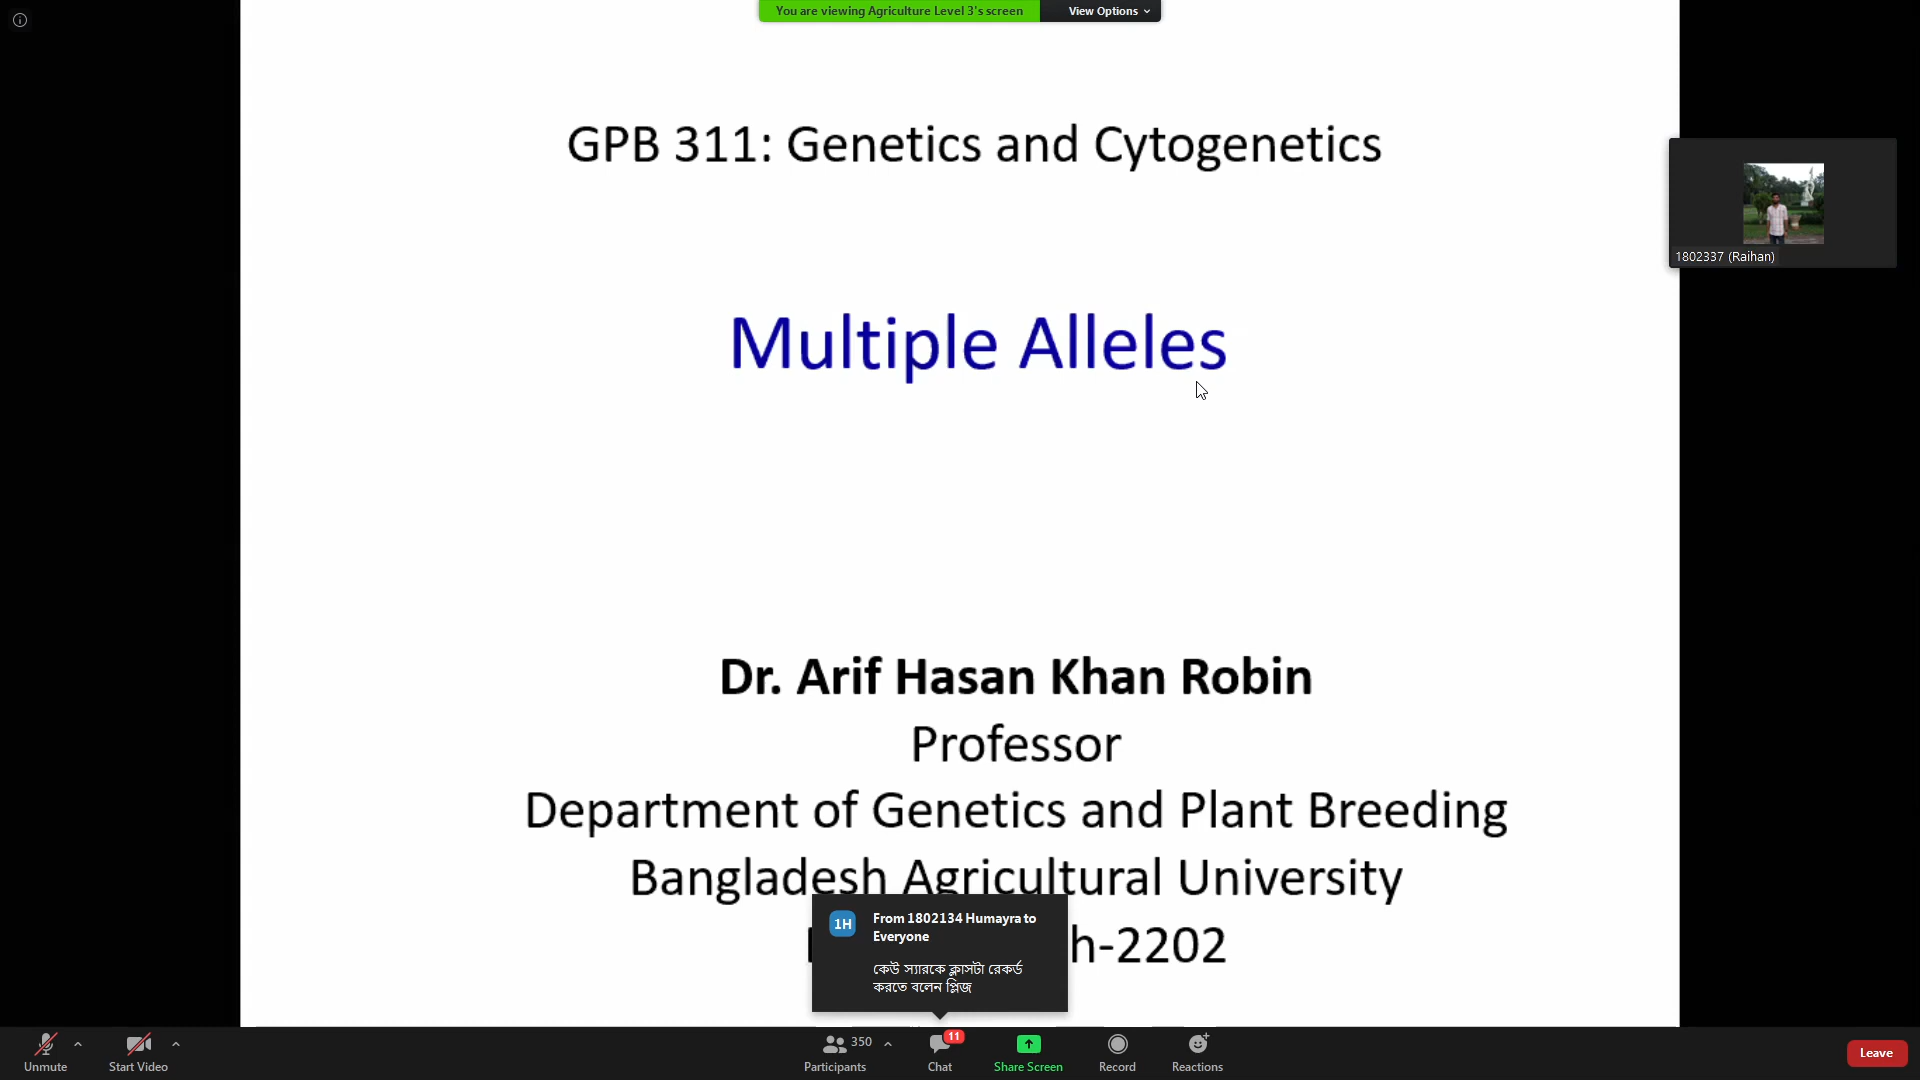 You are viewing Agriculture Level 3's screen
View Options
GPB 311: Genetics and Cytogenetics
1802337 (Raihan)
Multiple Alleles
Dr. Arif Hasan Khan Robin
Professor
Department of Genetics and Plant Breeding
Bangladesh Agricultural University
h-2202
1H
From 1802134 Humayra to
Everyone
কেউ স্যারকে ক্লাসটা রেকর্ড
করতে বলেন প্লিজ
Unmute
Start Video
350
Participants
11
Chat
Share Screen
Record
Reactions
Leave